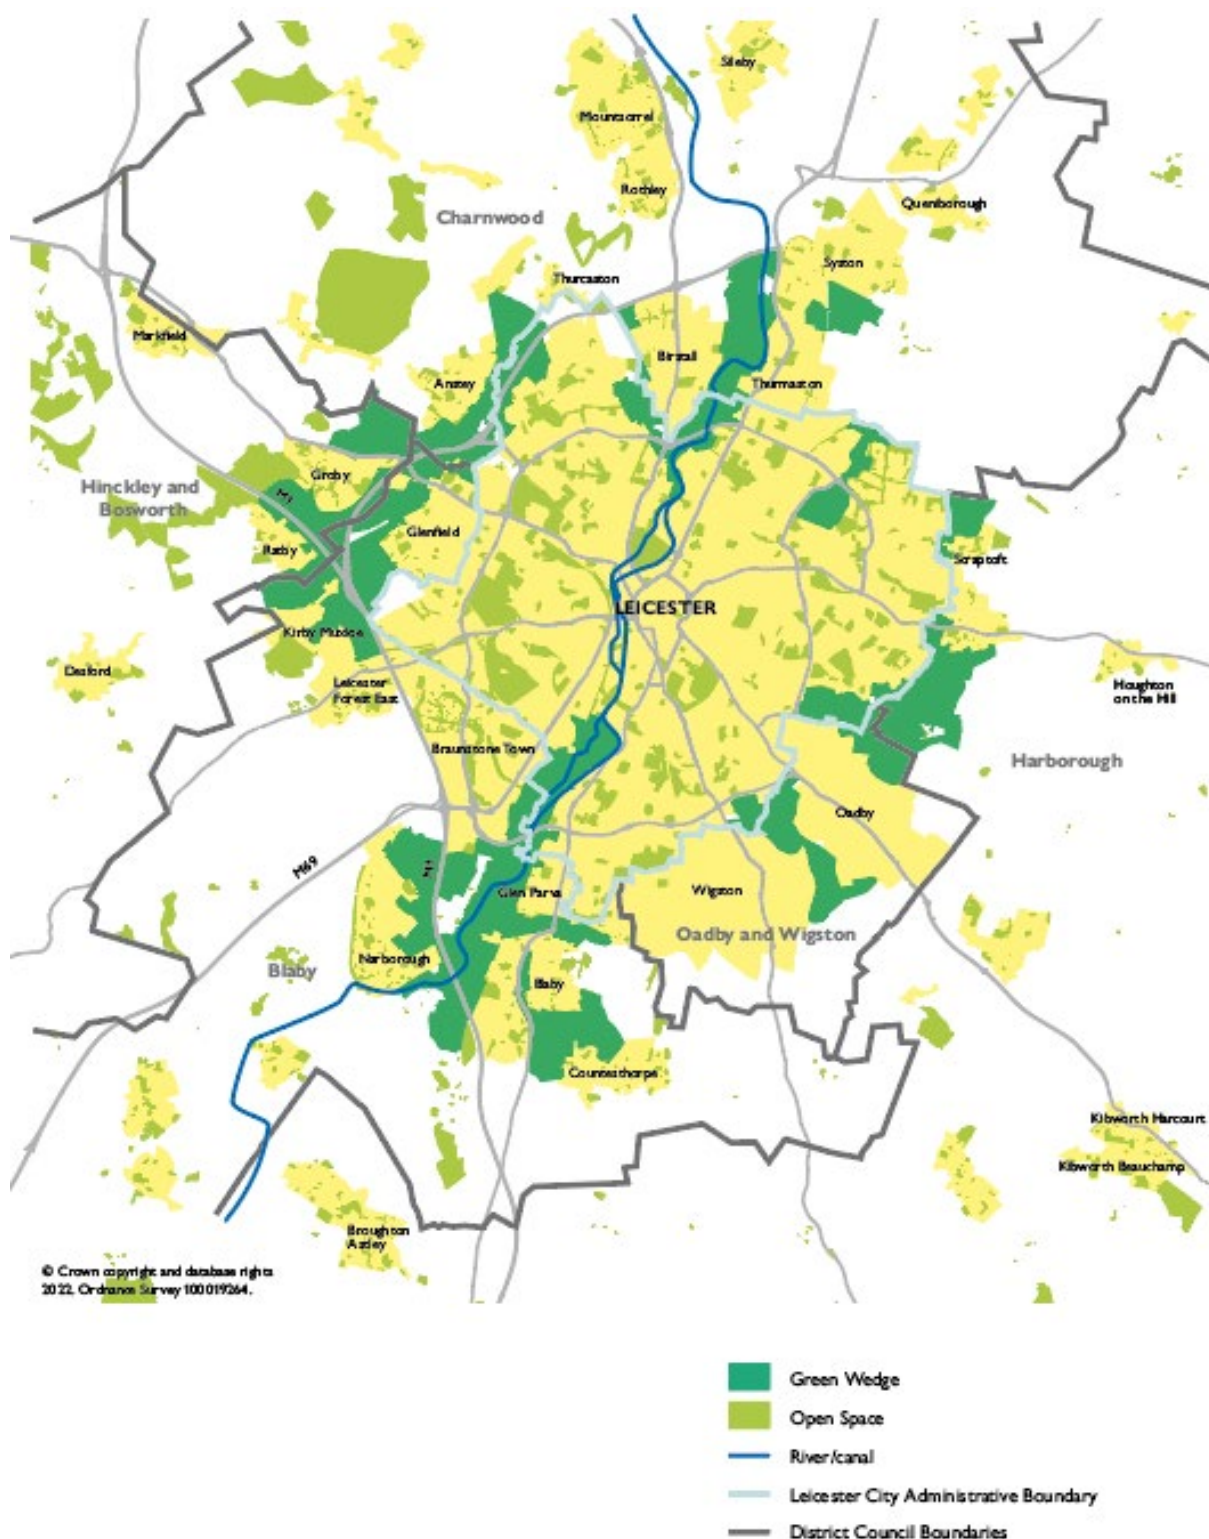 Sileby
Mountsorrel
Rothley
Quenborough
Charnwood
Syston
Thurcaston
Markfield
Birstall
Anstey
Thurmaston
Groby
Hinckley and
Bosworth
M1
Glenfield
Ratby
Scraptoft
LEICESTER
Kirby Muxloe
Desford
Leicester
Forest East
Houghton
on the Hill
Braunstone Town
Harborough
Oadby
M69
M1
Glen Parva
Wigston
Oadby and Wigston
Narborough
Blaby
Blaby
Countesthorpe
Kibworth Harcourt
Kibworth Beauchamp
Broughton
Astley
© Crown copyright and database rights
2022. Ordnance Survey 100019264.
Green Wedge
Open Space
River/canal
Leicester City Administrative Boundary
District Council Boundaries